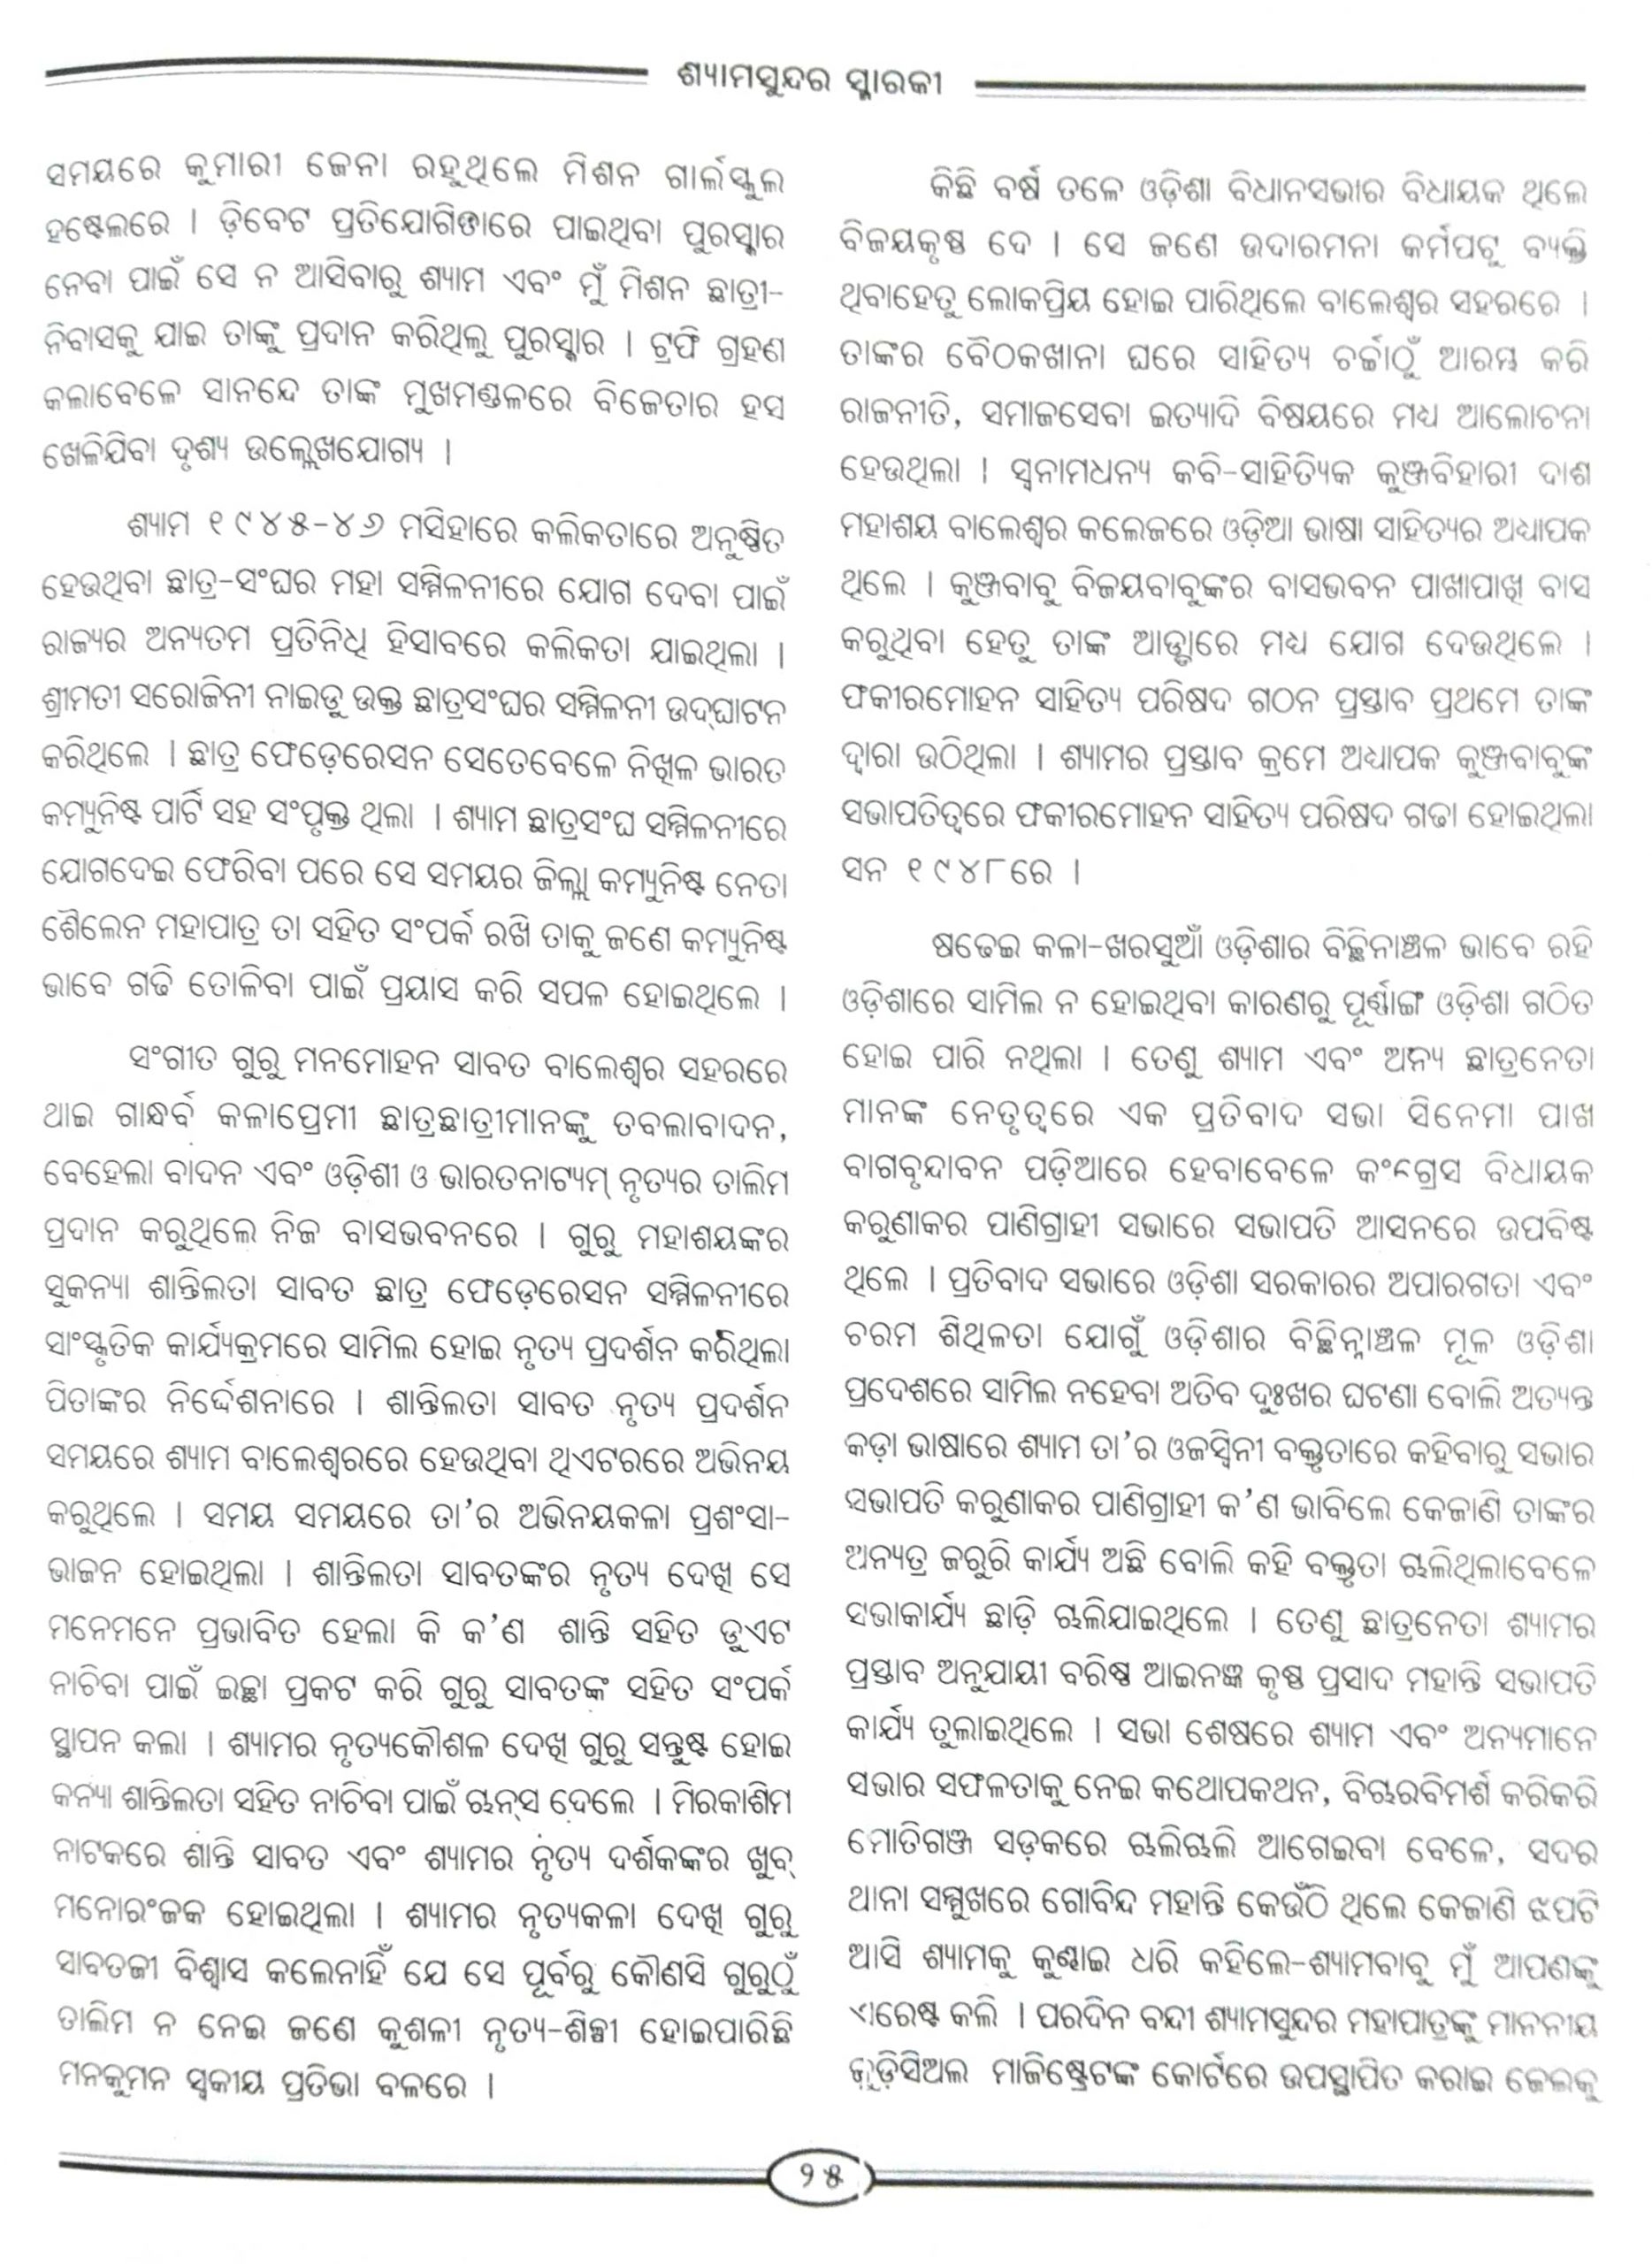 ଶ୍ୟାମସୁନ୍ଦର ସ୍ମାରକୀ
ସମୟରେ କୁମାରୀ ଜେନା ରହୁଥିଲେ ମିଶନ ଗାର୍ଲସ୍କୁଲ
ହଷ୍ଟେଲରେ । ଡ଼ିବେଟ ପ୍ରତିଯୋଗିତାରେ ପାଇଥିବା ପୁରସ୍କାର
ନେବା ପାଇଁ ସେ ନ ଆସିବାରୁ ଶ୍ୟାମ ଏବଂ ମୁଁ ମିଶନ ଛାତ୍ରୀ-
ନିବାସକୁ ଯାଇ ତାଙ୍କୁ ପ୍ରଦାନ କରିଥିଲୁ ପୁରସ୍କାର । ଟ୍ରଫି ଗ୍ରହଣ
କଲାବେଳେ ସାନନ୍ଦେ ତାଙ୍କ ମୁଖମଣ୍ଡଳରେ ବିଜେତାର ହସ
ଖେଳିଯିବା ଦୃଶ୍ୟ ଉଲ୍ଲେଖଯୋଗ୍ୟ ।
ଶ୍ୟାମ ୧୯୪୫-୪୬ ମସିହାରେ କଲିକତାରେ ଅନୁଷ୍ଠିତ
ହେଉଥିବା ଛାତ୍ର-ସଂଘର ମହା ସମ୍ମିଳନୀରେ ଯୋଗ ଦେବା ପାଇଁ
ରାଜ୍ୟର ଅନ୍ୟତମ ପ୍ରତିନିଧି ହିସାବରେ କଲିକତା ଯାଇଥିଲା ।
ଶ୍ରୀମତୀ ସରୋଜିନୀ ନାଇଡୁ ଉକ୍ତ ଛାତ୍ରସଂଘର ସମ୍ମିଳନୀ ଉଦ୍‌ଘାଟନ
କରିଥିଲେ । ଛାତ୍ର ଫେଡ଼େରେସନ ସେତେବେଳେ ନିଖିଳ ଭାରତ
କମ୍ୟୁନିଷ୍ଟ ପାର୍ଟି ସହ ସଂପୃକ୍ତ ଥିଲା । ଶ୍ୟାମ ଛାତ୍ରସଂଘ ସମ୍ମିଳନୀରେ
ଯୋଗଦେଇ ଫେରିବା ପରେ ସେ ସମୟର ଜିଲ୍ଲା କମ୍ୟୁନିଷ୍ଟ ନେତା
ଶୈଲେନ ମହାପାତ୍ର ତା ସହିତ ସଂପର୍କ ରଖି ତାକୁ ଜଣେ କମ୍ୟୁନିଷ୍ଟ
ଭାବେ ଗଢି ତୋଳିବା ପାଇଁ ପ୍ରୟାସ କରି ସପଳ ହୋଇଥିଲେ ।
ସଂଗୀତ ଗୁରୁ ମନମୋହନ ସାବତ ବାଲେଶ୍ୱର ସହରରେ
ଥାଇ ଗାନ୍ଧର୍ବ କଳାପ୍ରେମୀ ଛାତ୍ରଛାତ୍ରୀମାନଙ୍କୁ ତବଲାବାଦନ,
ବେହେଲା ବାଦନ ଏବଂ ଓଡ଼ିଶୀ ଓ ଭାରତନାଟ୍ୟମ୍ ନୃତ୍ୟର ତାଲିମ
ପ୍ରଦାନ କରୁଥିଲେ ନିଜ ବାସଭବନରେ । ଗୁରୁ ମହାଶୟଙ୍କର
ସୁକନ୍ୟା ଶାନ୍ତିଲତା ସାବତ ଛାତ୍ର ଫେଡ଼େରେସନ ସମ୍ମିଳନୀରେ
ସାଂସ୍କୃତିକ କାର୍ଯ୍ୟକ୍ରମରେ ସାମିଲ ହୋଇ ନୃତ୍ୟ ପ୍ରଦର୍ଶନ କରିଥିଲା
ପିତାଙ୍କର ନିର୍ଦ୍ଦେଶନାରେ । ଶାନ୍ତିଲତା ସାବତ ନୃତ୍ୟ ପ୍ରଦର୍ଶନ
ସମୟରେ ଶ୍ୟାମ ବାଲେଶ୍ୱରରେ ହେଉଥିବା ଥିଏଟରରେ ଅଭିନୟ
କରୁଥିଲେ । ସମୟ ସମୟରେ ତା’ର ଅଭିନୟକଳା ପ୍ରଶଂସା-
ଭାଜନ ହୋଇଥିଲା । ଶାନ୍ତିଲତା ସାବତଙ୍କର ନୃତ୍ୟ ଦେଖି ସେ
ମନେମନେ ପ୍ରଭାବିତ ହେଲା କି କ’ଣ ଶାନ୍ତି ସହିତ ଡୁଏଟ
ନାଚିବା ପାଇଁ ଇଚ୍ଛା ପ୍ରକଟ କରି ଗୁରୁ ସାବତଙ୍କ ସହିତ ସଂପର୍କ
ସ୍ଥାପନ କଲା । ଶ୍ୟାମର ନୃତ୍ୟକୌଶଳ ଦେଖି ଗୁରୁ ସନ୍ତୁଷ୍ଟ ହୋଇ
କନ୍ୟା ଶାନ୍ତିଲତା ସହିତ ନାଚିବା ପାଇଁ ଚାନ୍‌ସ ଦେଲେ । ମିରକାଶିମ
ନାଟକରେ ଶାନ୍ତି ସାବତ ଏବଂ ଶ୍ୟାମର ନୃତ୍ୟ ଦର୍ଶକଙ୍କର ଖୁବ୍
ମନୋରଂଜକ ହୋଇଥିଲା । ଶ୍ୟାମର ନୃତ୍ୟକଳା ଦେଖି ଗୁରୁ
ସାବତଜୀ ବିଶ୍ୱାସ କଲେନାହିଁ ଯେ ସେ ପୂର୍ବରୁ କୌଣସି ଗୁରୁଠୁଁ
ତାଲିମ ନ ନେଇ ଜଣେ କୁଶଳୀ ନୃତ୍ୟ-ଶିଳ୍ପୀ ହୋଇପାରିଛି
ମନକୁମନ ସ୍ୱକୀୟ ପ୍ରତିଭା ବଳରେ ।
କିଛି ବର୍ଷ ତଳେ ଓଡ଼ିଶା ବିଧାନସଭାର ବିଧାୟକ ଥିଲେ
ବିଜୟକୃଷ୍ଣ ଦେ । ସେ ଜଣେ ଉଦାରମନା କର୍ମପଟୁ ବ୍ୟକ୍ତି
ଥିବାହେତୁ ଲୋକପ୍ରିୟ ହୋଇ ପାରିଥିଲେ ବାଲେଶ୍ୱର ସହରରେ ।
ତାଙ୍କର ବୈଠକଖାନା ଘରେ ସାହିତ୍ୟ ଚର୍ଚ୍ଚାଠୁଁ ଆରମ୍ଭ କରି
ରାଜନୀତି, ସମାଜସେବା ଇତ୍ୟାଦି ବିଷୟରେ ମଧ୍ୟ ଆଲୋଚନା
ହେଉଥିଲା । ସ୍ୱନାମଧନ୍ୟ କବି-ସାହିତ୍ୟିକ କୁଞ୍ଜବିହାରୀ ଦାଶ
ମହାଶୟ ବାଲେଶ୍ୱର କଲେଜରେ ଓଡ଼ିଆ ଭାଷା ସାହିତ୍ୟର ଅଧ୍ୟାପକ
ଥିଲେ । କୁଞ୍ଜବାବୁ ବିଜୟବାବୁଙ୍କର ବାସଭବନ ପାଖାପାଖି ବାସ
କରୁଥିବା ହେତୁ ତାଙ୍କ ଆଡ୍ଡାରେ ମଧ୍ୟ ଯୋଗ ଦେଉଥିଲେ ।
ଫକୀରମୋହନ ସାହିତ୍ୟ ପରିଷଦ ଗଠନ ପ୍ରସ୍ତାବ ପ୍ରଥମେ ତାଙ୍କ
ଦ୍ୱାରା ଉଠିଥିଲା । ଶ୍ୟାମର ପ୍ରସ୍ତାବ କ୍ରମେ ଅଧ୍ୟାପକ କୁଞ୍ଜବାବୁଙ୍କ
ସଭାପତିତ୍ୱରେ ଫକୀରମୋହନ ସାହିତ୍ୟ ପରିଷଦ ଗଢା ହୋଇଥିଲା
ସନ ୧୯୪୮ରେ ।
ଷଢେଇ କଳା-ଖରସୁଆଁ ଓଡ଼ିଶାର ବିଚ୍ଛିନାଞ୍ଚଳ ଭାବେ ରହି
ଓଡ଼ିଶାରେ ସାମିଲ ନ ହୋଇଥିବା କାରଣରୁ ପୂର୍ଣ୍ଣାଙ୍ଗ ଓଡ଼ିଶା ଗଠିତ
ହୋଇ ପାରି ନଥିଲା । ତେଣୁ ଶ୍ୟାମ ଏବଂ ଅନ୍ୟ ଛାତ୍ରନେତା
ମାନଙ୍କ ନେତୃତ୍ୱରେ ଏକ ପ୍ରତିବାଦ ସଭା ସିନେମା ପାଖ
ବାଗବୃନ୍ଦାବନ ପଡ଼ିଆରେ ହେବାବେଳେ କଂଗ୍ରେସ ବିଧାୟକ
କରୁଣାକର ପାଣିଗ୍ରାହୀ ସଭାରେ ସଭାପତି ଆସନରେ ଉପବିଷ୍ଟ
ଥିଲେ । ପ୍ରତିବାଦ ସଭାରେ ଓଡ଼ିଶା ସରକାରର ଅପାରଗତା ଏବଂ
ଚରମ ଶିଥିଳତା ଯୋଗୁଁ ଓଡ଼ିଶାର ବିଚ୍ଛିନ୍ନାଞ୍ଚଳ ମୂଳ ଓଡ଼ିଶା
ପ୍ରଦେଶରେ ସାମିଲ ନହେବା ଅତିବ ଦୁଃଖର ଘଟଣା ବୋଲି ଅତ୍ୟନ୍ତ
କଡ଼ା ଭାଷାରେ ଶ୍ୟାମ ତା’ର ଓଜସ୍ୱିନୀ ବକ୍ତୃତାରେ କହିବାରୁ ସଭାର
ସଭାପତି କରୁଣାକର ପାଣିଗ୍ରାହୀ କ’ଣ ଭାବିଲେ କେଜାଣି ତାଙ୍କର
ଅନ୍ୟତ୍ର ଜରୁରି କାର୍ଯ୍ୟ ଅଛି ବୋଲି କହି ବକ୍ତୃତା ଚାଲିଥିଲାବେଳେ
ସଭାକାର୍ଯ୍ୟ ଛାଡ଼ି ଚାଲିଯାଇଥିଲେ । ତେଣୁ ଛାତ୍ରନେତା ଶ୍ୟାମର
ପ୍ରସ୍ତାବ ଅନୁଯାୟୀ ବରିଷ୍ଠ ଆଇନଜ୍ଞ କୃଷ୍ଣ ପ୍ରସାଦ ମହାନ୍ତି ସଭାପତି
କାର୍ଯ୍ୟ ତୁଲାଇଥିଲେ । ସଭା ଶେଷରେ ଶ୍ୟାମ ଏବଂ ଅନ୍ୟମାନେ
ସଭାର ସଫଳତାକୁ ନେଇ କଥୋପକଥନ, ବିଚାରବିମର୍ଶ କରିକରି
ମୋତିଗଞ୍ଜ ସଡ଼କରେ ଚାଲିଚାଲି ଆଗେଇବା ବେଳେ, ସଦର
ଥାନା ସମ୍ମୁଖରେ ଗୋବିନ୍ଦ ମହାନ୍ତି କେଉଁଠି ଥିଲେ କେଜାଣି ଝପଟି
ଆସି ଶ୍ୟାମକୁ କୁଣ୍ଢାଇ ଧରି କହିଲେ-ଶ୍ୟାମବାବୁ ମୁଁ ଆପଣଙ୍କୁ
ଏାରେଷ୍ଟ କଲି । ପରଦିନ ବନ୍ଦୀ ଶ୍ୟାମସୁନ୍ଦର ମହାପାତ୍ରଙ୍କୁ ମାନନୀୟ
ଜୁଡ଼ିସିଅଲ ମାଜିଷ୍ଟ୍ରେଟଙ୍କ କୋର୍ଟରେ ଉପସ୍ଥାପିତ କରାଇ ଜେଲକୁ
୨୫